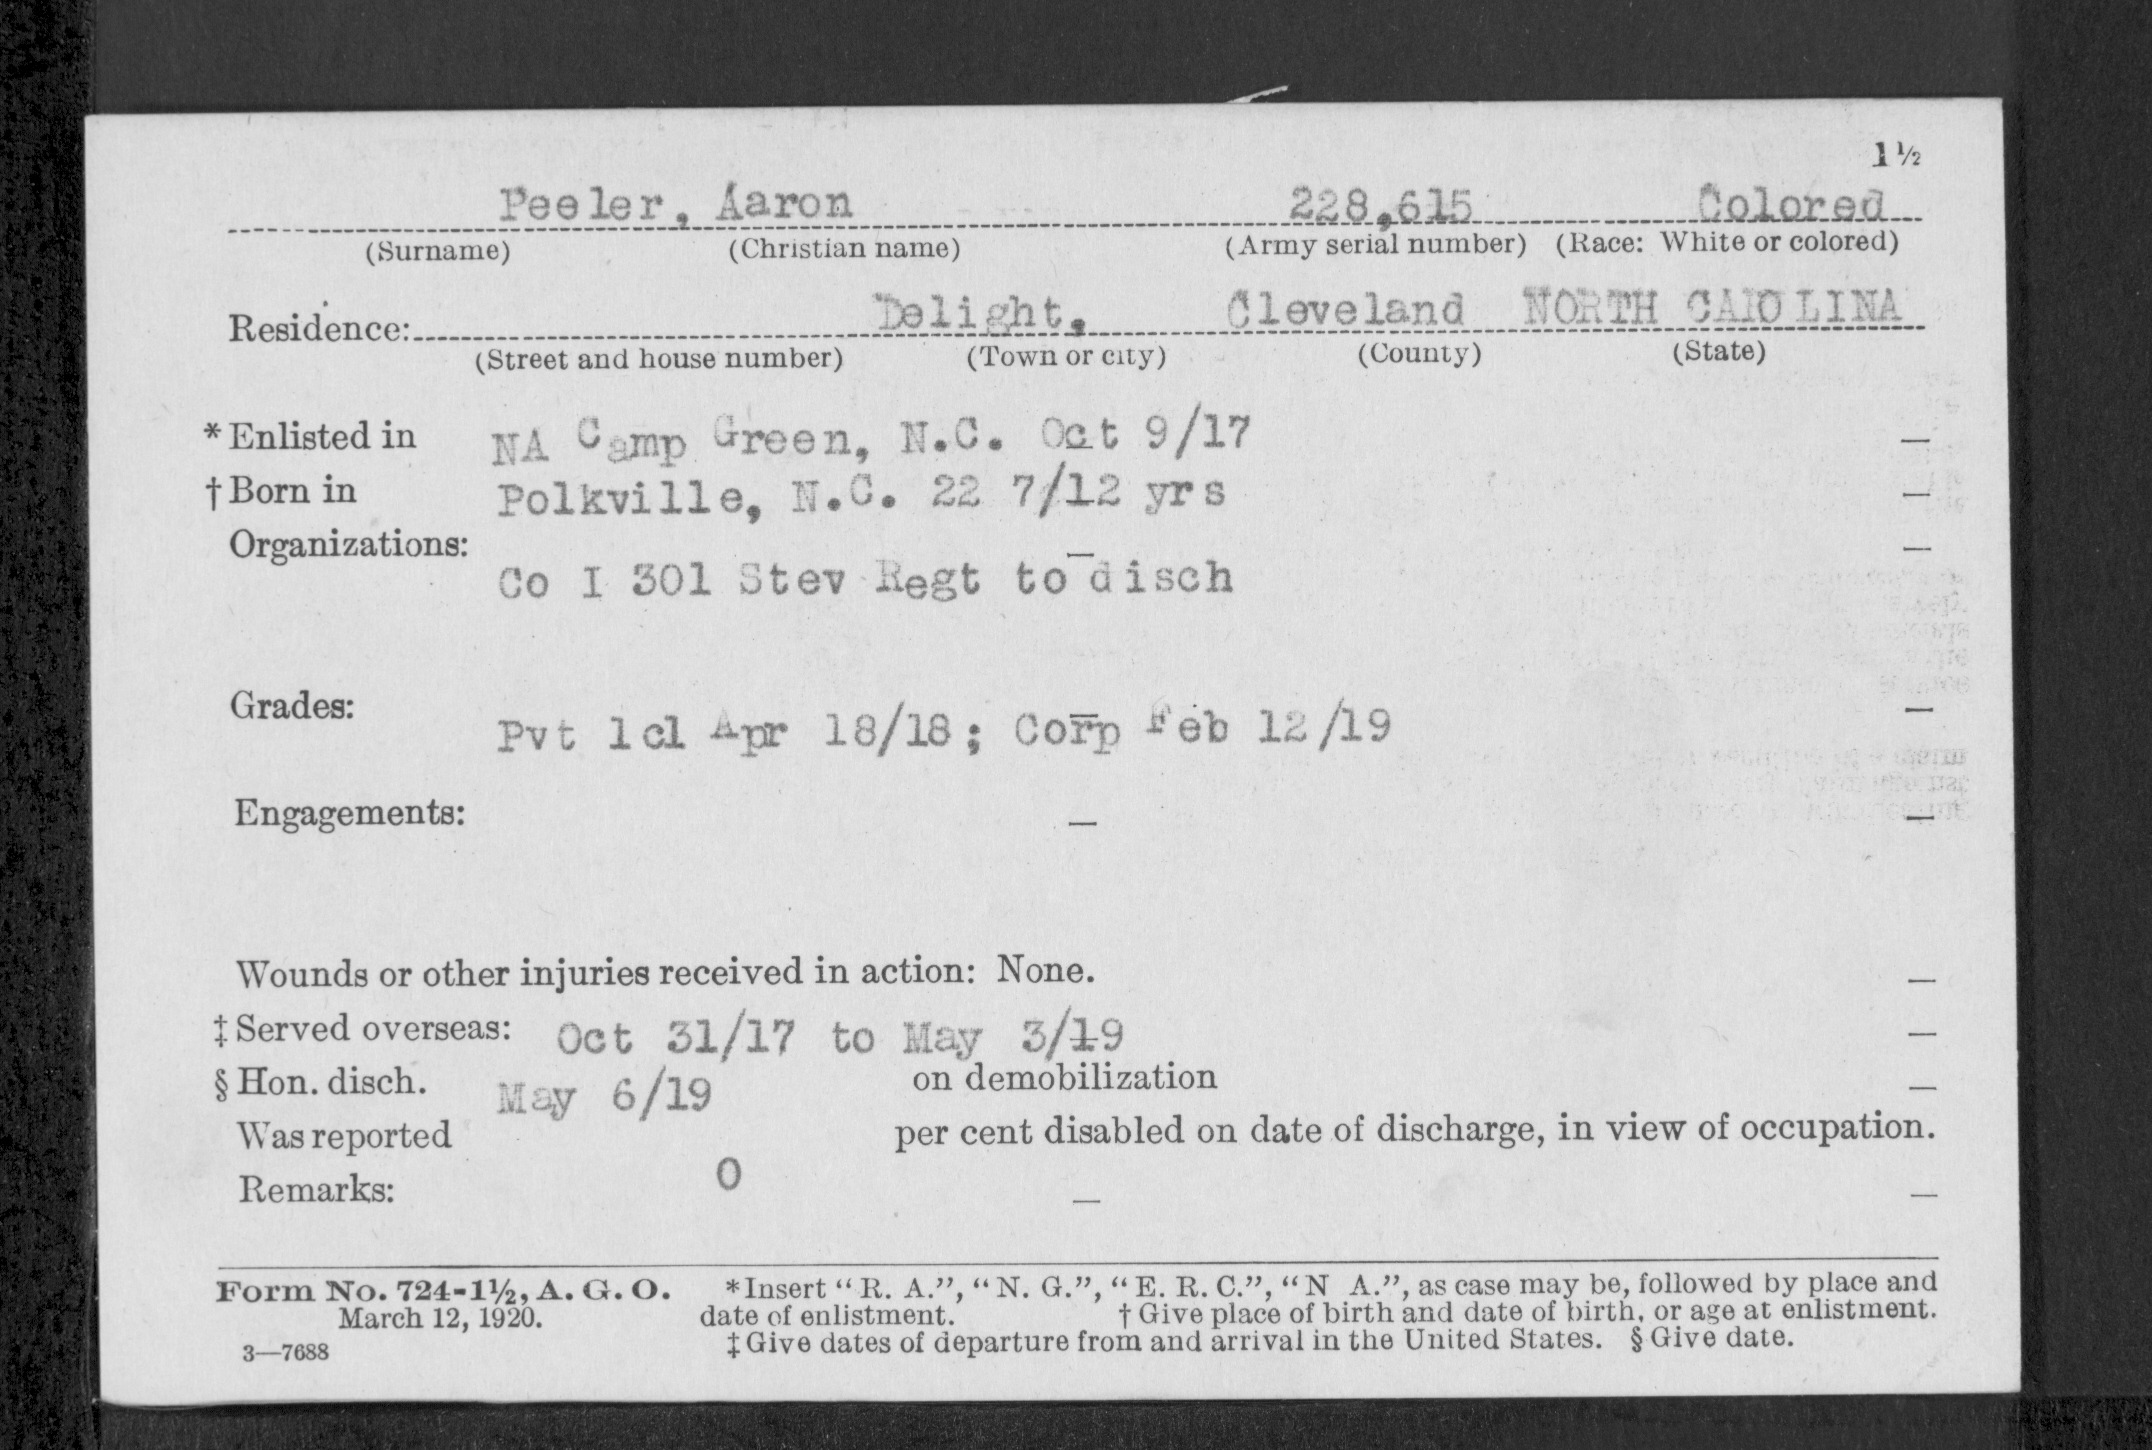 1 ½
Peeler, Aaron 228,615 Colored
(Surname) (Christian name) (Army serial number) (Race: White or colored)
Residence: Delight, Cleveland NORTH CAROLINA
(Street and house number) (Town or city) (County) (State)
* Enlisted in NA Camp Green, N.C. Oct 9/17 —
† Born in Polkville, N.C. 22 7/12 yrs —
Organizations: — —
Co I 301 Stev Regt to disch
Grades: —
Pvt 1cl Apr 18/18; Corp Feb 12/19
Engagements: — —
Wounds or other injuries received in action: None. —
‡ Served overseas: Oct 31/17 to May 3/19 —
§ Hon. disch. May 6/19 on demobilization —
Was reported 0 per cent disabled on date of discharge, in view of occupation.
Remarks: — —
Form No. 724-1½, A. G. O. * Insert “R. A.”, “N. G.”, “E. R. C.”, “N A.”, as case may be, followed by place and
March 12, 1920. date of enlistment. † Give place of birth and date of birth, or age at enlistment.
3—7688 ‡ Give dates of departure from and arrival in the United States. § Give date.